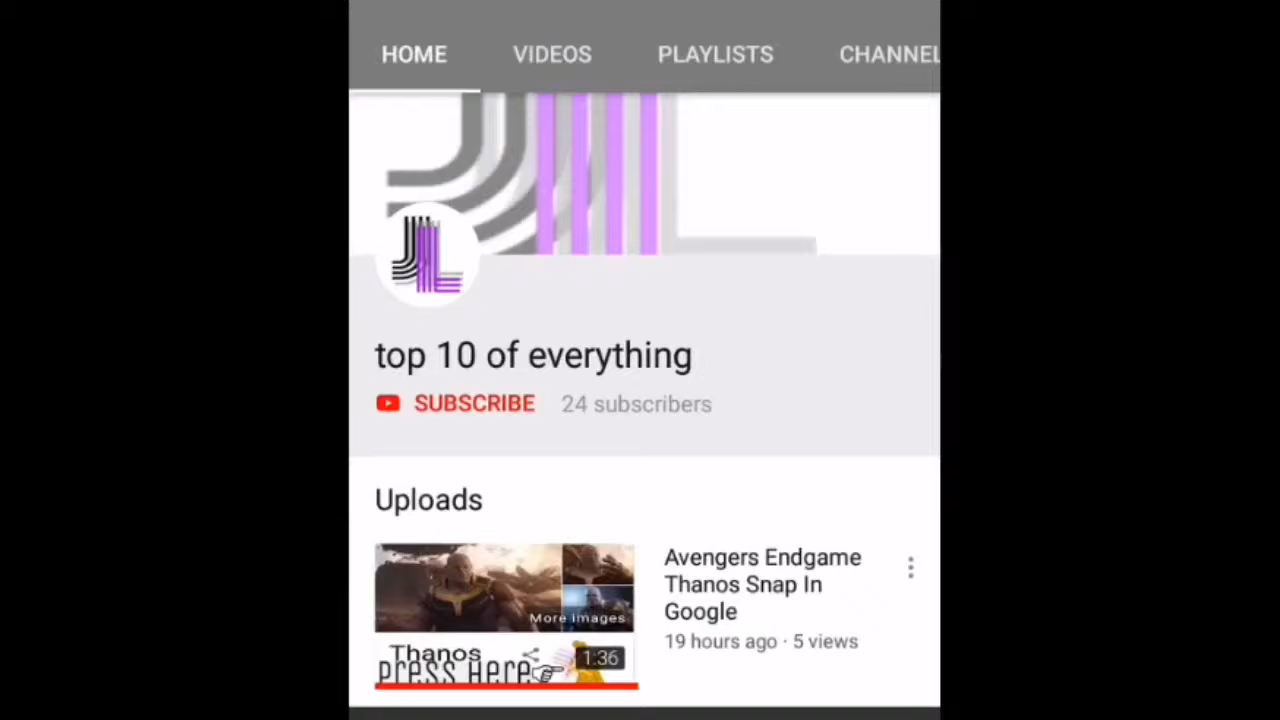 HOME VIDEOS PLAYLISTS CHANNEL
JL
top 10 of everything
SUBSCRIBE 24 subscribers
Uploads
Avengers Endgame
Thanos Snap In
Google
19 hours ago · 5 views
More Images
Thanos
1:36
PRESS HERE